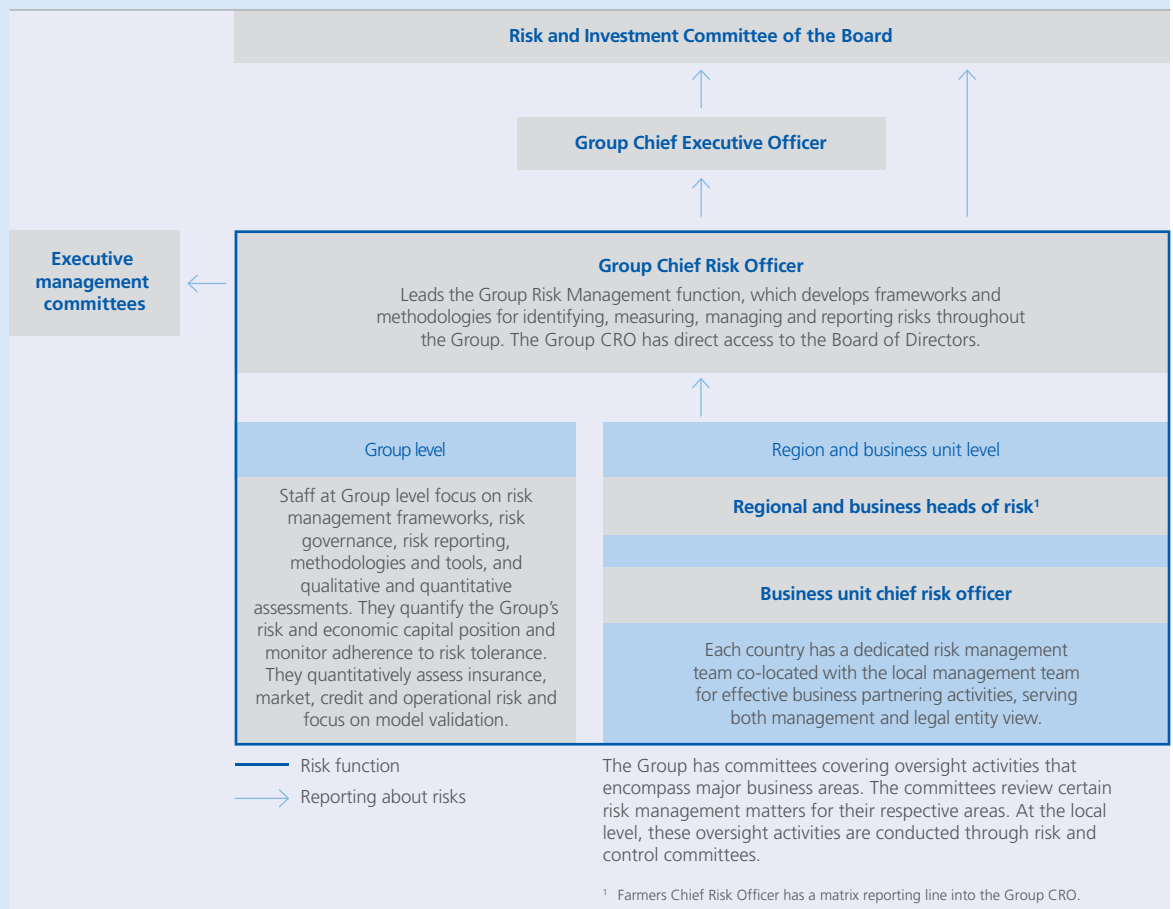 Risk and Investment Committee of the Board
Group Chief Executive Officer
Executive
management
committees
Group Chief Risk Officer
Leads the Group Risk Management function, which develops frameworks and
methodologies for identifying, measuring, managing and reporting risks throughout
the Group. The Group CRO has direct access to the Board of Directors.
Group level
Staff at Group level focus on risk
management frameworks, risk
governance, risk reporting,
methodologies and tools, and
qualitative and quantitative
assessments. They quantify the Group’s
risk and economic capital position and
monitor adherence to risk tolerance.
They quantitatively assess insurance,
market, credit and operational risk and
focus on model validation.
Region and business unit level
Regional and business heads of risk¹
Business unit chief risk officer
Each country has a dedicated risk management
team co-located with the local management team
for effective business partnering activities, serving
both management and legal entity view.
Risk function
Reporting about risks
The Group has committees covering oversight activities that
encompass major business areas. The committees review certain
risk management matters for their respective areas. At the local
level, these oversight activities are conducted through risk and
control committees.
¹ Farmers Chief Risk Officer has a matrix reporting line into the Group CRO.